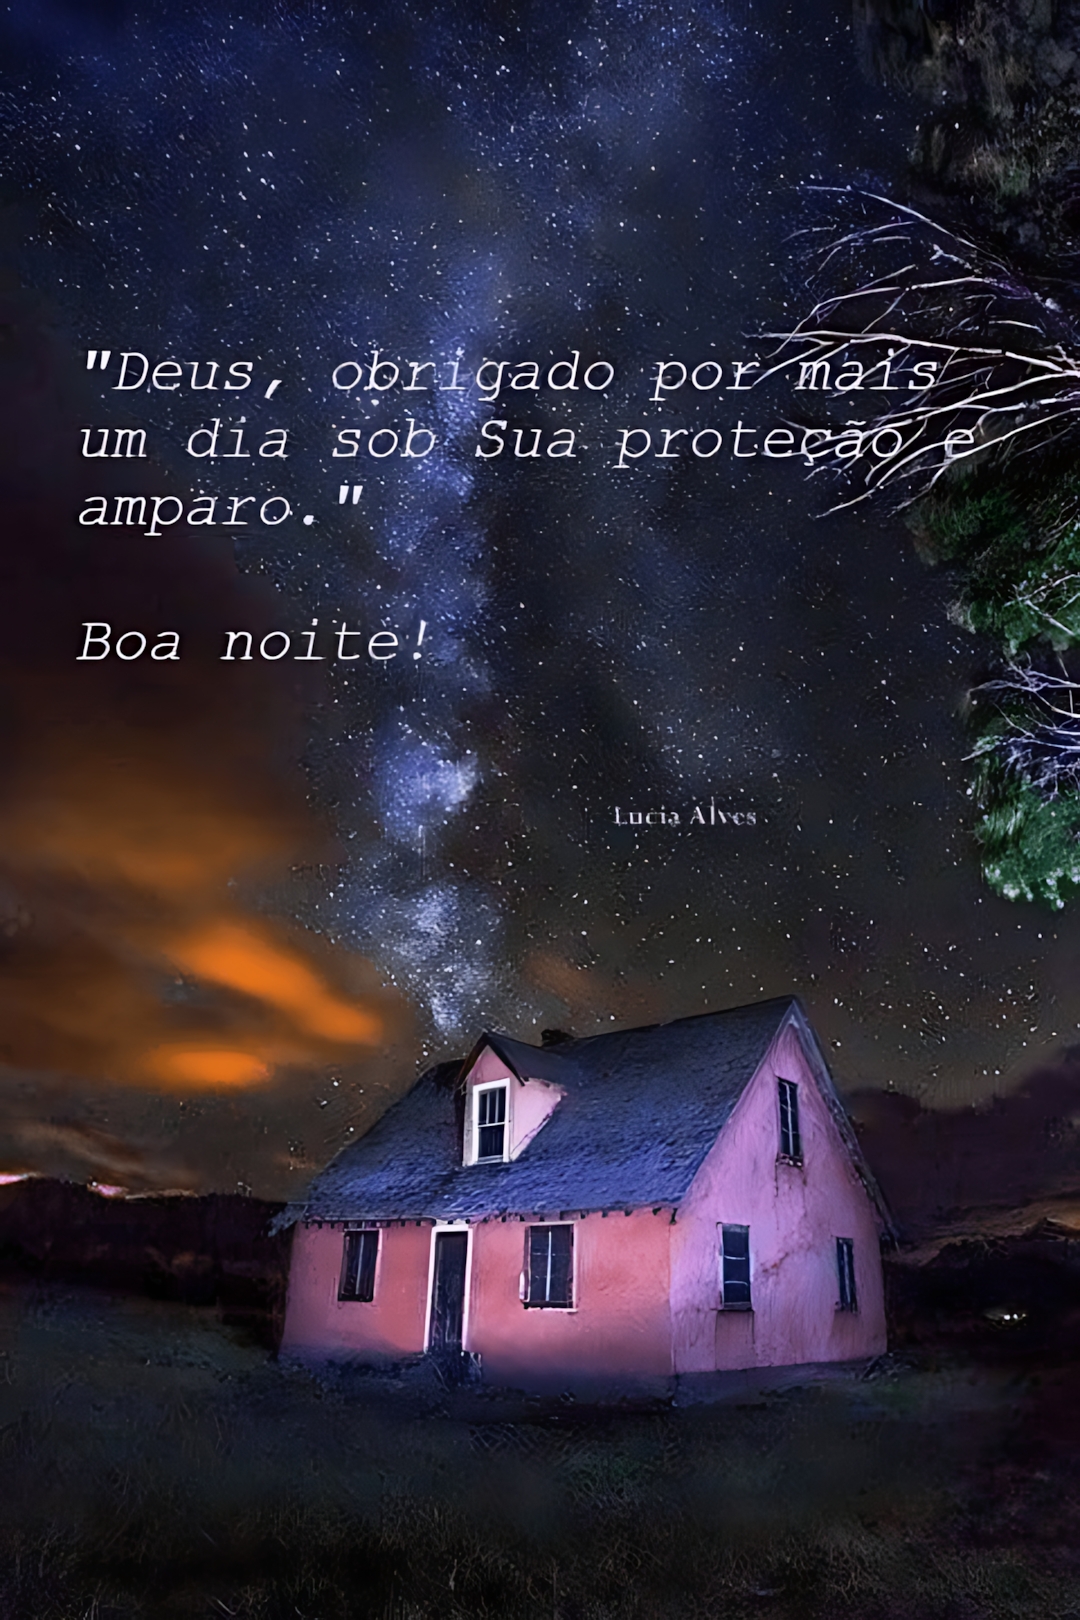 "Deus, obrigado por mais
um dia sob Sua proteção e
amparo."
Boa noite!
Lucia Alves